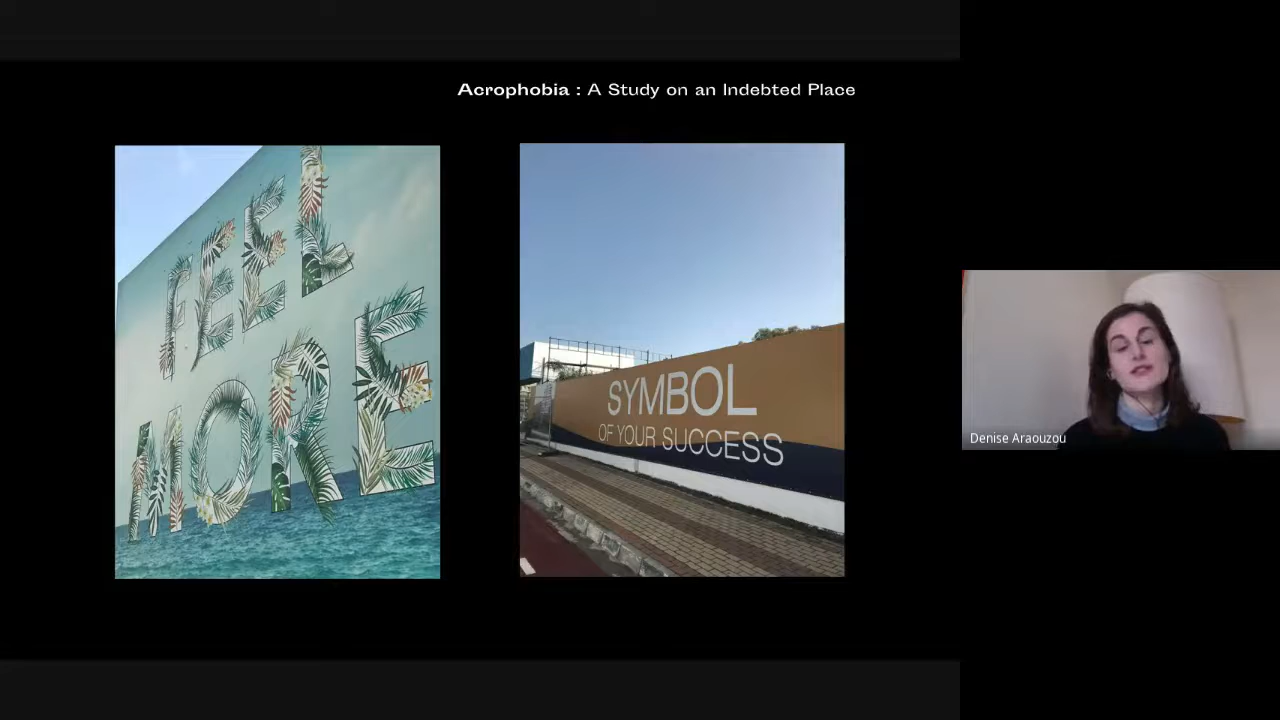 Acrophobia : A Study on an Indebted Place
FEEL
MORE
SYMBOL
OF YOUR SUCCESS
Denise Araouzou